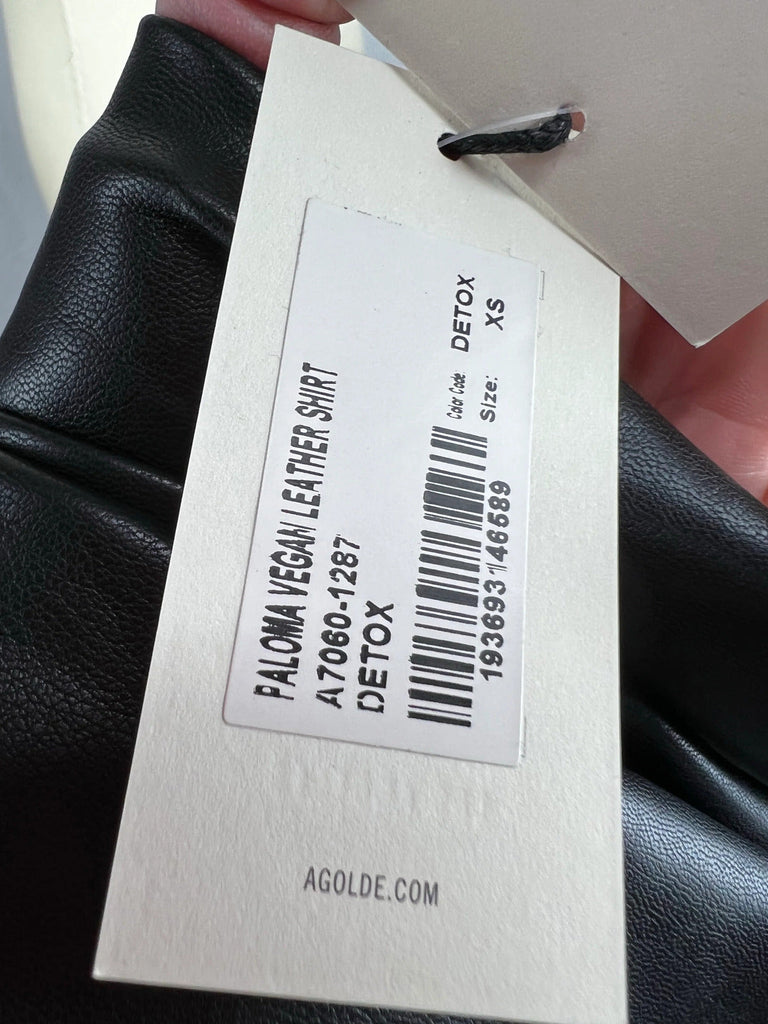 PALOMA VEGAN LEATHER SHIRT
A7060-1287
DETOX
193693146589
Color Code: DETOX
Size: XS
AGOLDE.COM